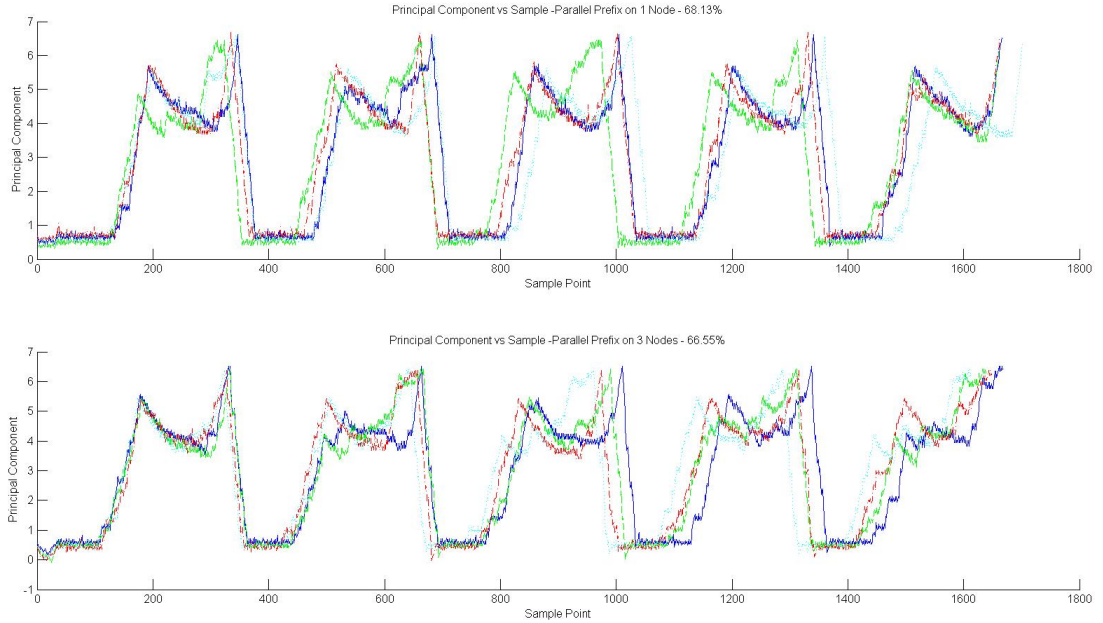 Principal Component vs Sample -Parallel Prefix on 1 Node - 68.13%
7
6
5
4
3
2
1
0
Principal Component
0 200 400 600 800 1000 1200 1400 1600 1800
Sample Point
Principal Component vs Sample -Parallel Prefix on 3 Nodes - 66.55%
7
6
5
4
3
2
1
0
-1
Principal Component
0 200 400 600 800 1000 1200 1400 1600 1800
Sample Point